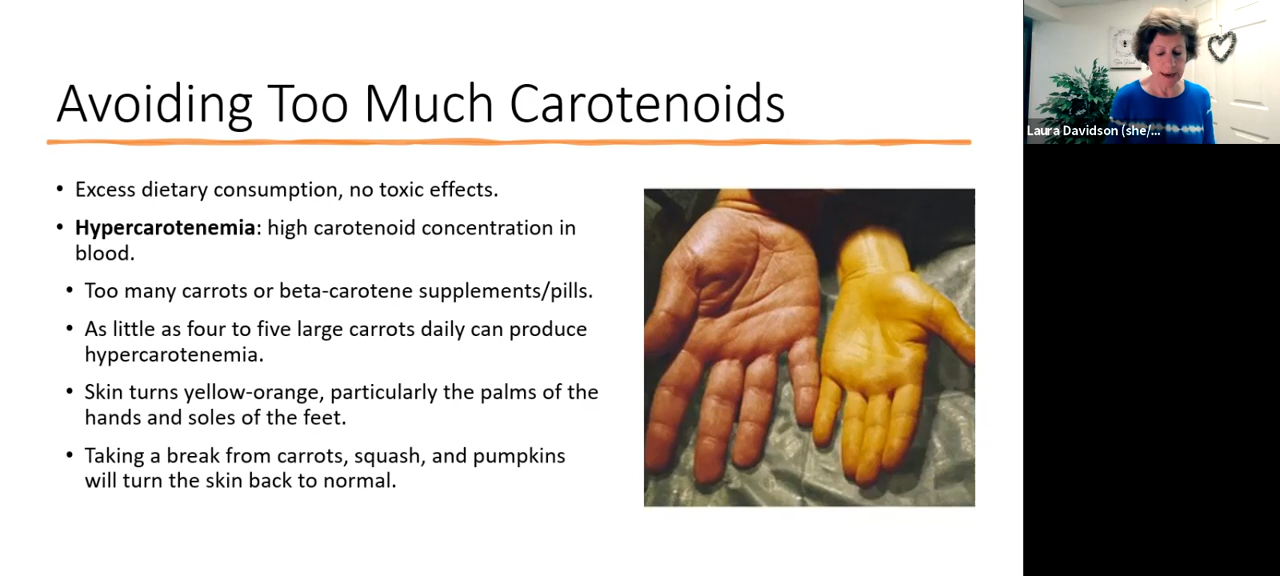 Avoiding Too Much Carotenoids
• Excess dietary consumption, no toxic effects.
• Hypercarotenemia: high carotenoid concentration in
blood.
• Too many carrots or beta-carotene supplements/pills.
• As little as four to five large carrots daily can produce
hypercarotenemia.
• Skin turns yellow-orange, particularly the palms of the
hands and soles of the feet.
• Taking a break from carrots, squash, and pumpkins
will turn the skin back to normal.
Laura Davidson (she/...